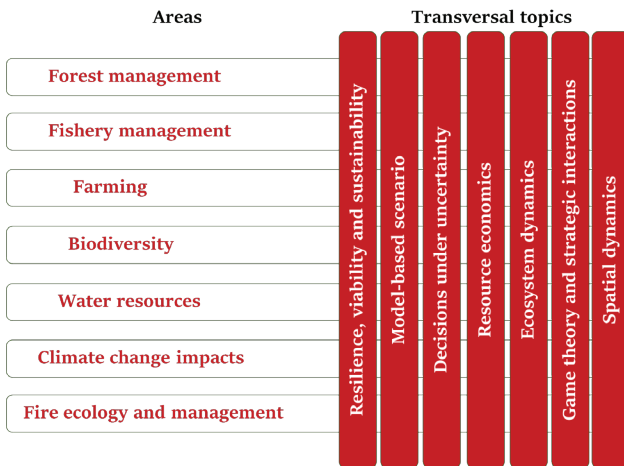 Areas
Transversal topics
Forest management
Fishery management
Farming
Biodiversity
Water resources
Climate change impacts
Fire ecology and management
Resilience, viability and sustainability
Model-based scenario
Decisions under uncertainty
Resource economics
Ecosystem dynamics
Game theory and strategic interactions
Spatial dynamics